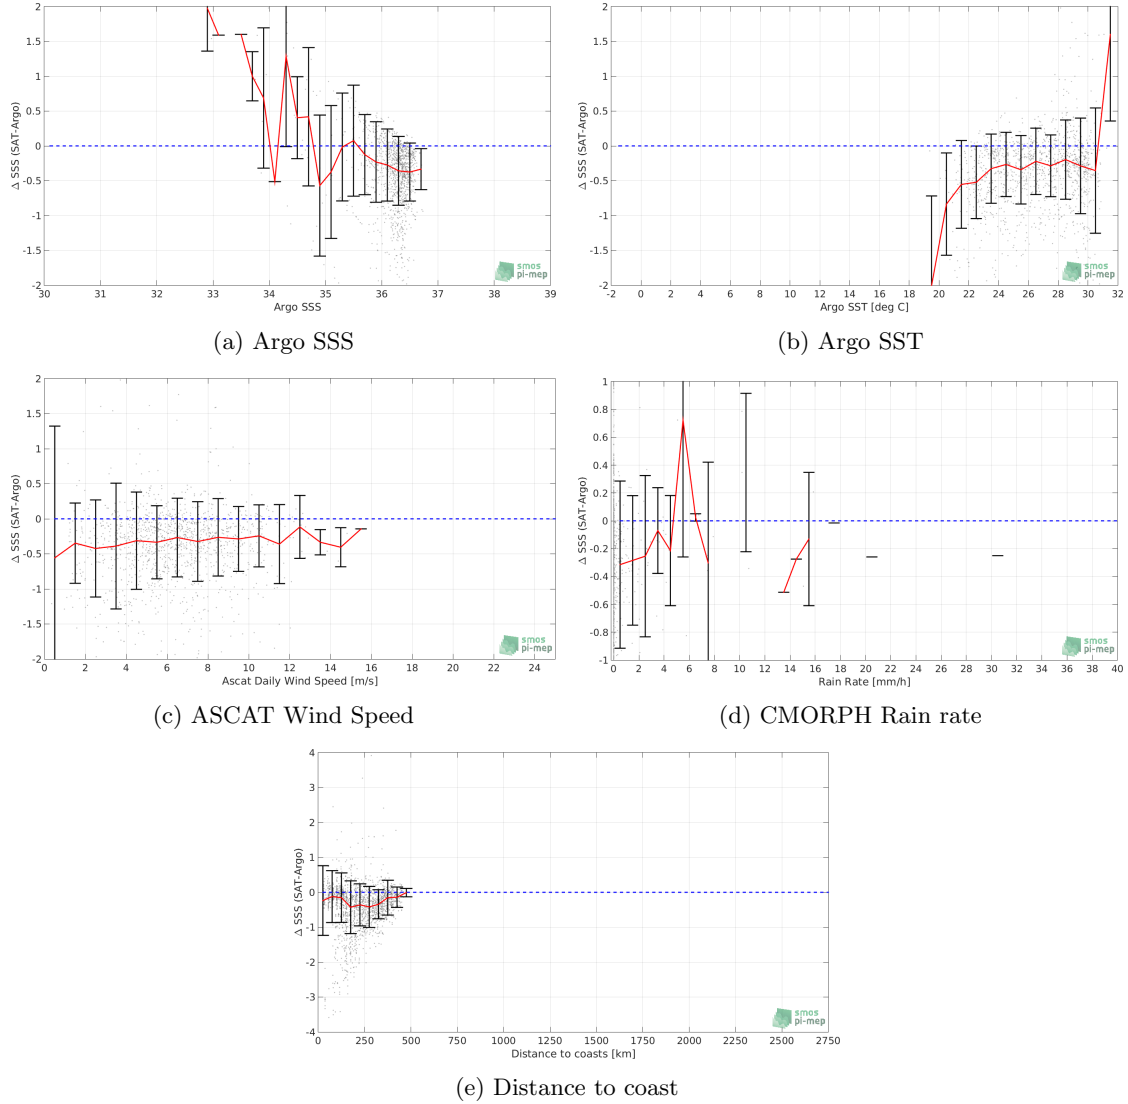 2
1.5
1
0.5
0
-0.5
-1
-1.5
-2
Δ SSS (SAT-Argo)
30 31 32 33 34 35 36 37 38 39
Argo SSS
smos
pi-mep
(a) Argo SSS
2
1.5
1
0.5
0
-0.5
-1
-1.5
-2
Δ SSS (SAT-Argo)
-2 0 2 4 6 8 10 12 14 16 18 20 22 24 26 28 30 32
Argo SST [deg C]
smos
pi-mep
(b) Argo SST
2
1.5
1
0.5
0
-0.5
-1
-1.5
-2
Δ SSS (SAT-Argo)
0 2 4 6 8 10 12 14 16 18 20 22 24
Ascat Daily Wind Speed [m/s]
smos
pi-mep
(c) ASCAT Wind Speed
1
0.8
0.6
0.4
0.2
0
-0.2
-0.4
-0.6
-0.8
-1
Δ SSS (SAT-Argo)
0 2 4 6 8 10 12 14 16 18 20 22 24 26 28 30 32 34 36 38 40
Rain Rate [mm/h]
smos
pi-mep
(d) CMORPH Rain rate
4
3
2
1
0
-1
-2
-3
-4
Δ SSS (SAT-Argo)
0 250 500 750 1000 1250 1500 1750 2000 2250 2500 2750
Distance to coasts [km]
smos
pi-mep
(e) Distance to coast